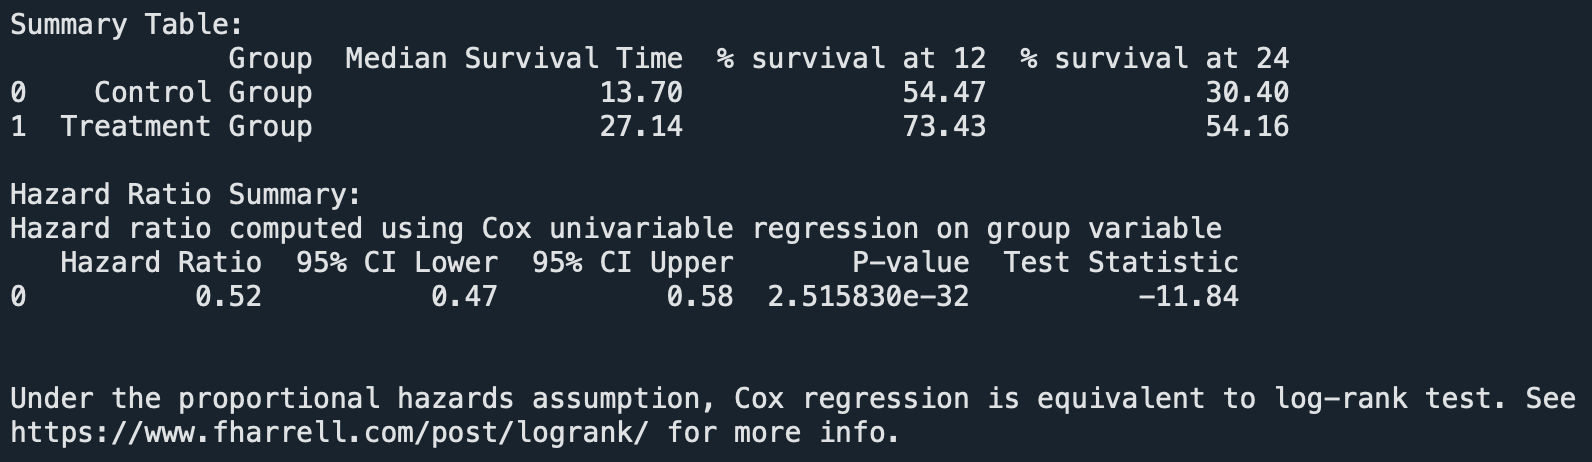 Summary Table:
Group Median Survival Time % survival at 12 % survival at 24
0 Control Group 13.70 54.47 30.40
1 Treatment Group 27.14 73.43 54.16
Hazard Ratio Summary:
Hazard ratio computed using Cox univariable regression on group variable
Hazard Ratio 95% CI Lower 95% CI Upper P-value Test Statistic
0 0.52 0.47 0.58 2.515830e-32 -11.84
Under the proportional hazards assumption, Cox regression is equivalent to log-rank test. See
https://www.fharrell.com/post/logrank/ for more info.